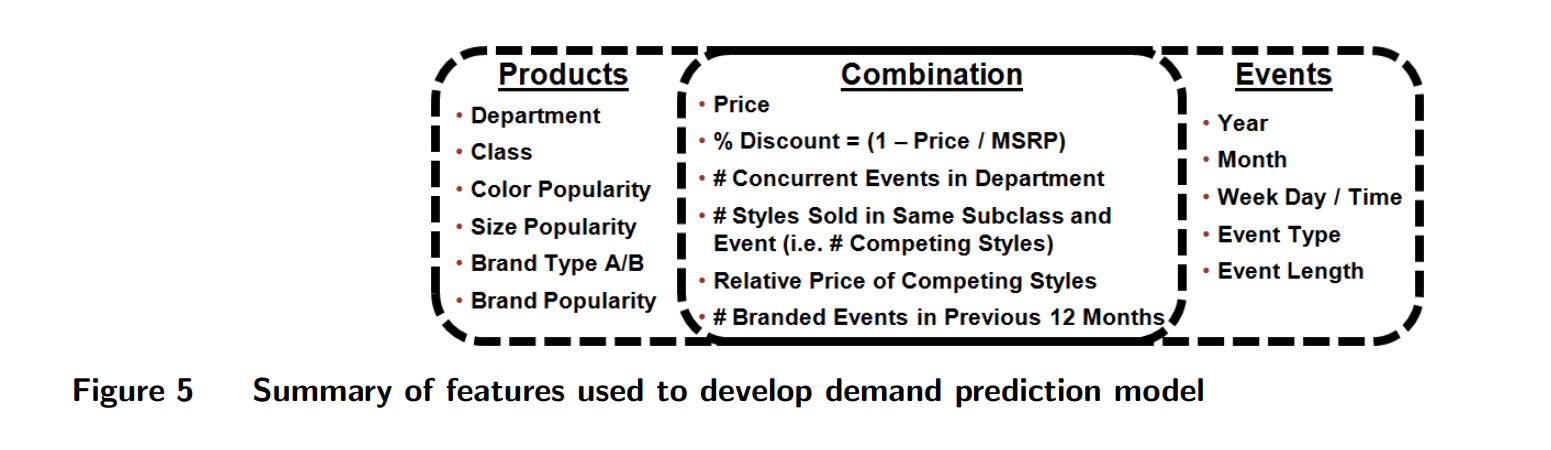 Products
• Department
• Class
• Color Popularity
• Size Popularity
• Brand Type A/B
• Brand Popularity
Combination
• Price
• % Discount = (1 – Price / MSRP)
• # Concurrent Events in Department
• # Styles Sold in Same Subclass and
Event (i.e. # Competing Styles)
• Relative Price of Competing Styles
• # Branded Events in Previous 12 Months
Events
• Year
• Month
• Week Day / Time
• Event Type
• Event Length
Figure 5 Summary of features used to develop demand prediction model